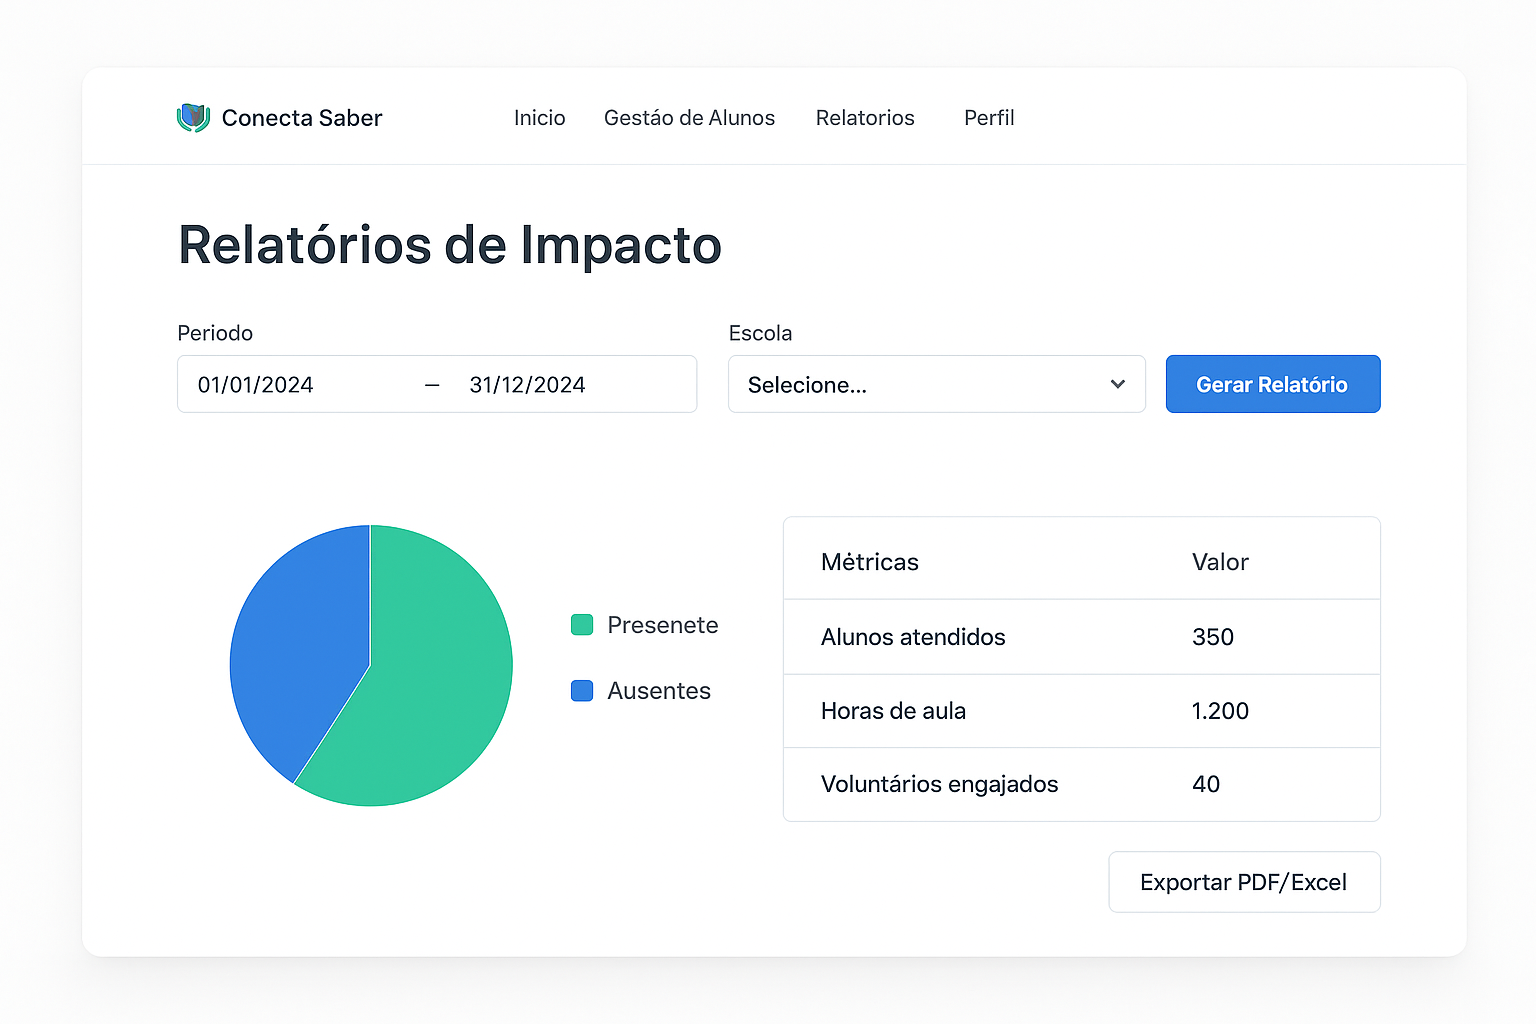 Conecta Saber
Inicio
Gestáo de Alunos
Relatorios
Perfil
Relatórios de Impacto
Periodo
01/01/2024 – 31/12/2024
Escola
Selecione...
Gerar Relatório
Presenete
Ausentes
Métricas Valor
Alunos atendidos 350
Horas de aula 1.200
Voluntários engajados 40
Exportar PDF/Excel